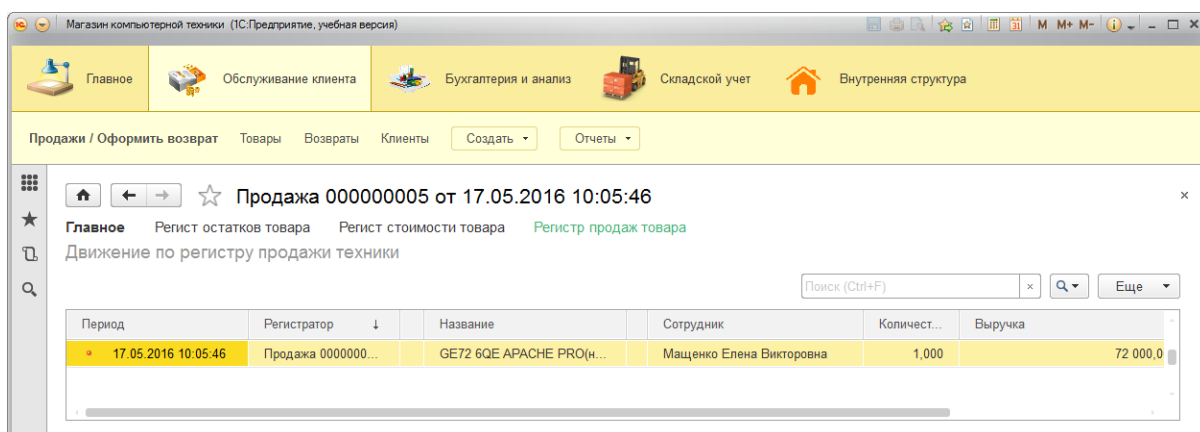 Магазин компьютерной техники (1С:Предприятие, учебная версия)
M M+ M-
Главное Обслуживание клиента Бухгалтерия и анализ Складской учет Внутренняя структура
Продажи / Оформить возврат Товары Возвраты Клиенты Создать Отчеты
Продажа 000000005 от 17.05.2016 10:05:46
Главное Регист остатков товара Регист стоимости товара Регистр продаж товара
Движение по регистру продажи техники
Поиск (Ctrl+F) Еще
Период Регистратор Название Сотрудник Количест... Выручка
17.05.2016 10:05:46 Продажа 0000000... GE72 6QE APACHE PRO(н... Мащенко Елена Викторовна 1,000 72 000,0